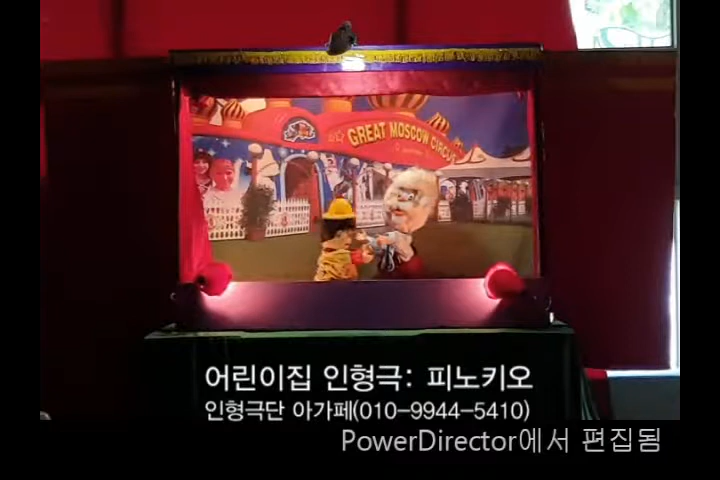 GREAT MOSCOW CIRCUS
어린이집 인형극: 피노키오
인형극단 아가페(010-9944-5410)
PowerDirector에서 편집됨